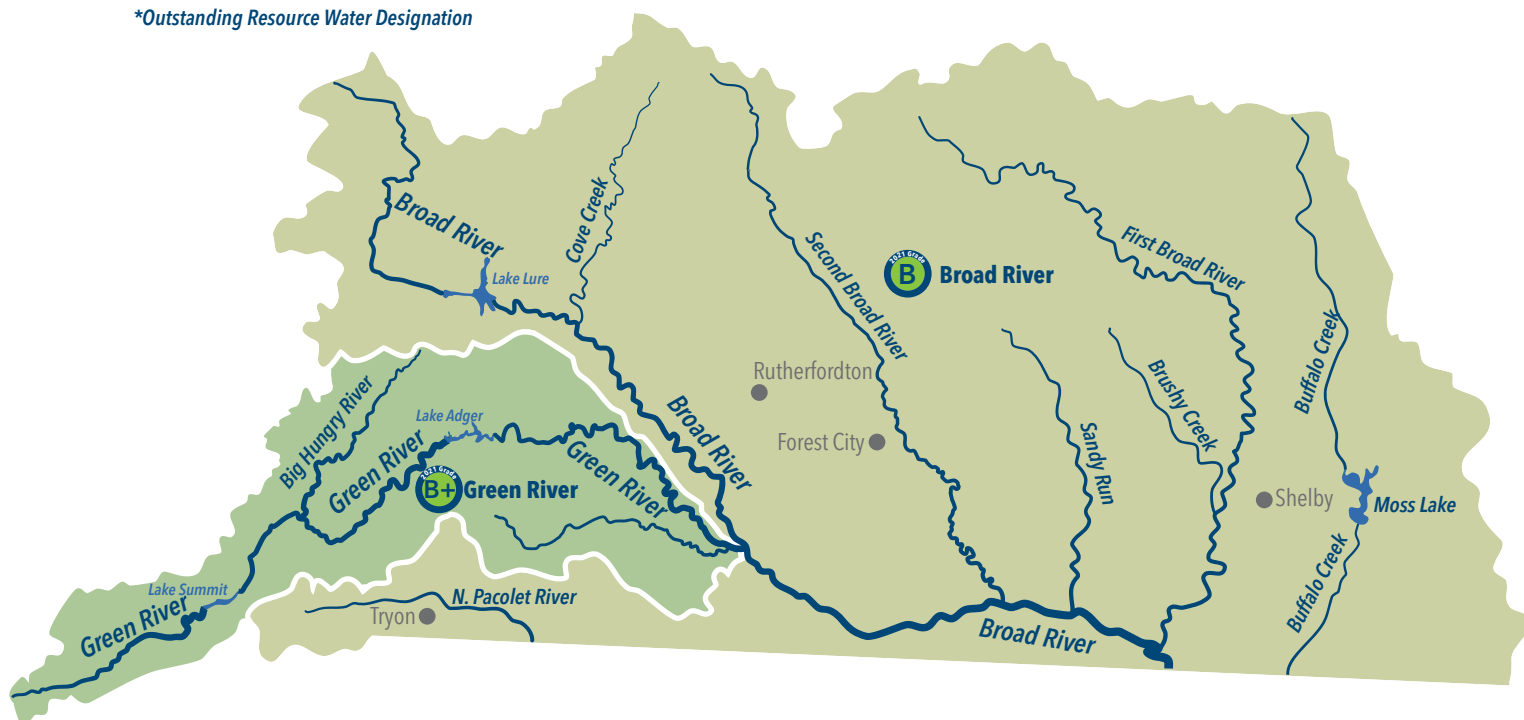 *Outstanding Resource Water Designation
Broad River
Lake Lure
Cove Creek
Second Broad River
2021 Grade
B
Broad River
First Broad River
Buffalo Creek
Rutherfordton
Forest City
Broad River
Sandy Run
Brushy Creek
Shelby
Moss Lake
Buffalo Creek
Big Hungry River
Lake Adger
Green River
Green River
2021 Grade
B+
Green River
Lake Summit
Green River
N. Pacolet River
Tryon
Broad River